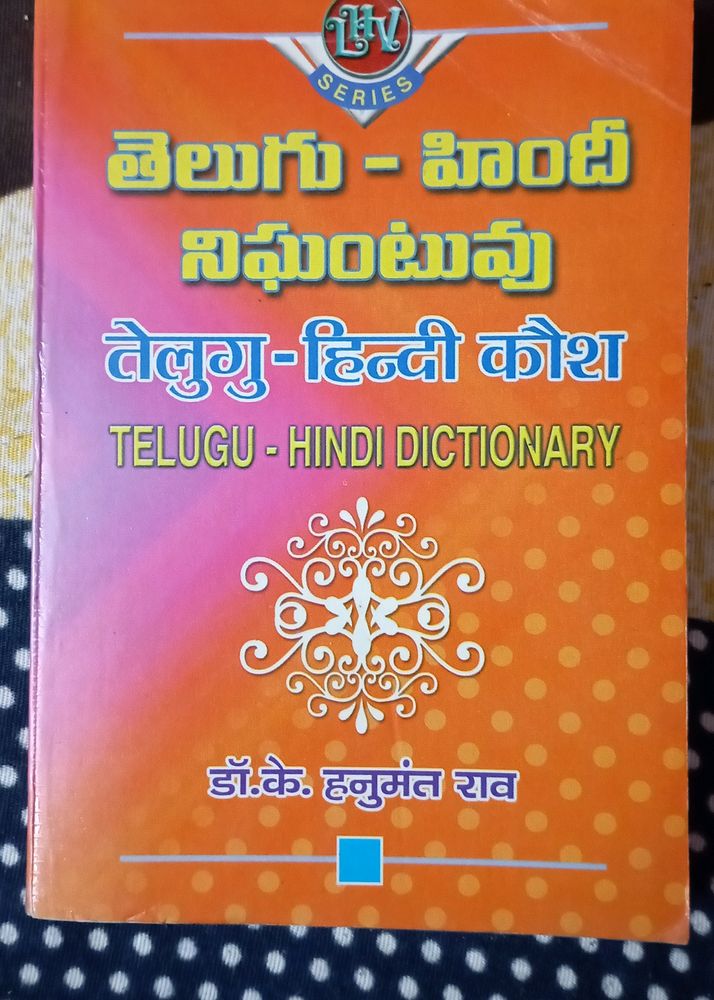 LHV
SERIES
తెలుగు - హిందీ
నిఘంటువు
तेलुगु - हिन्दी कौश
TELUGU - HINDI DICTIONARY
डॉ.के. हनुमंत राव